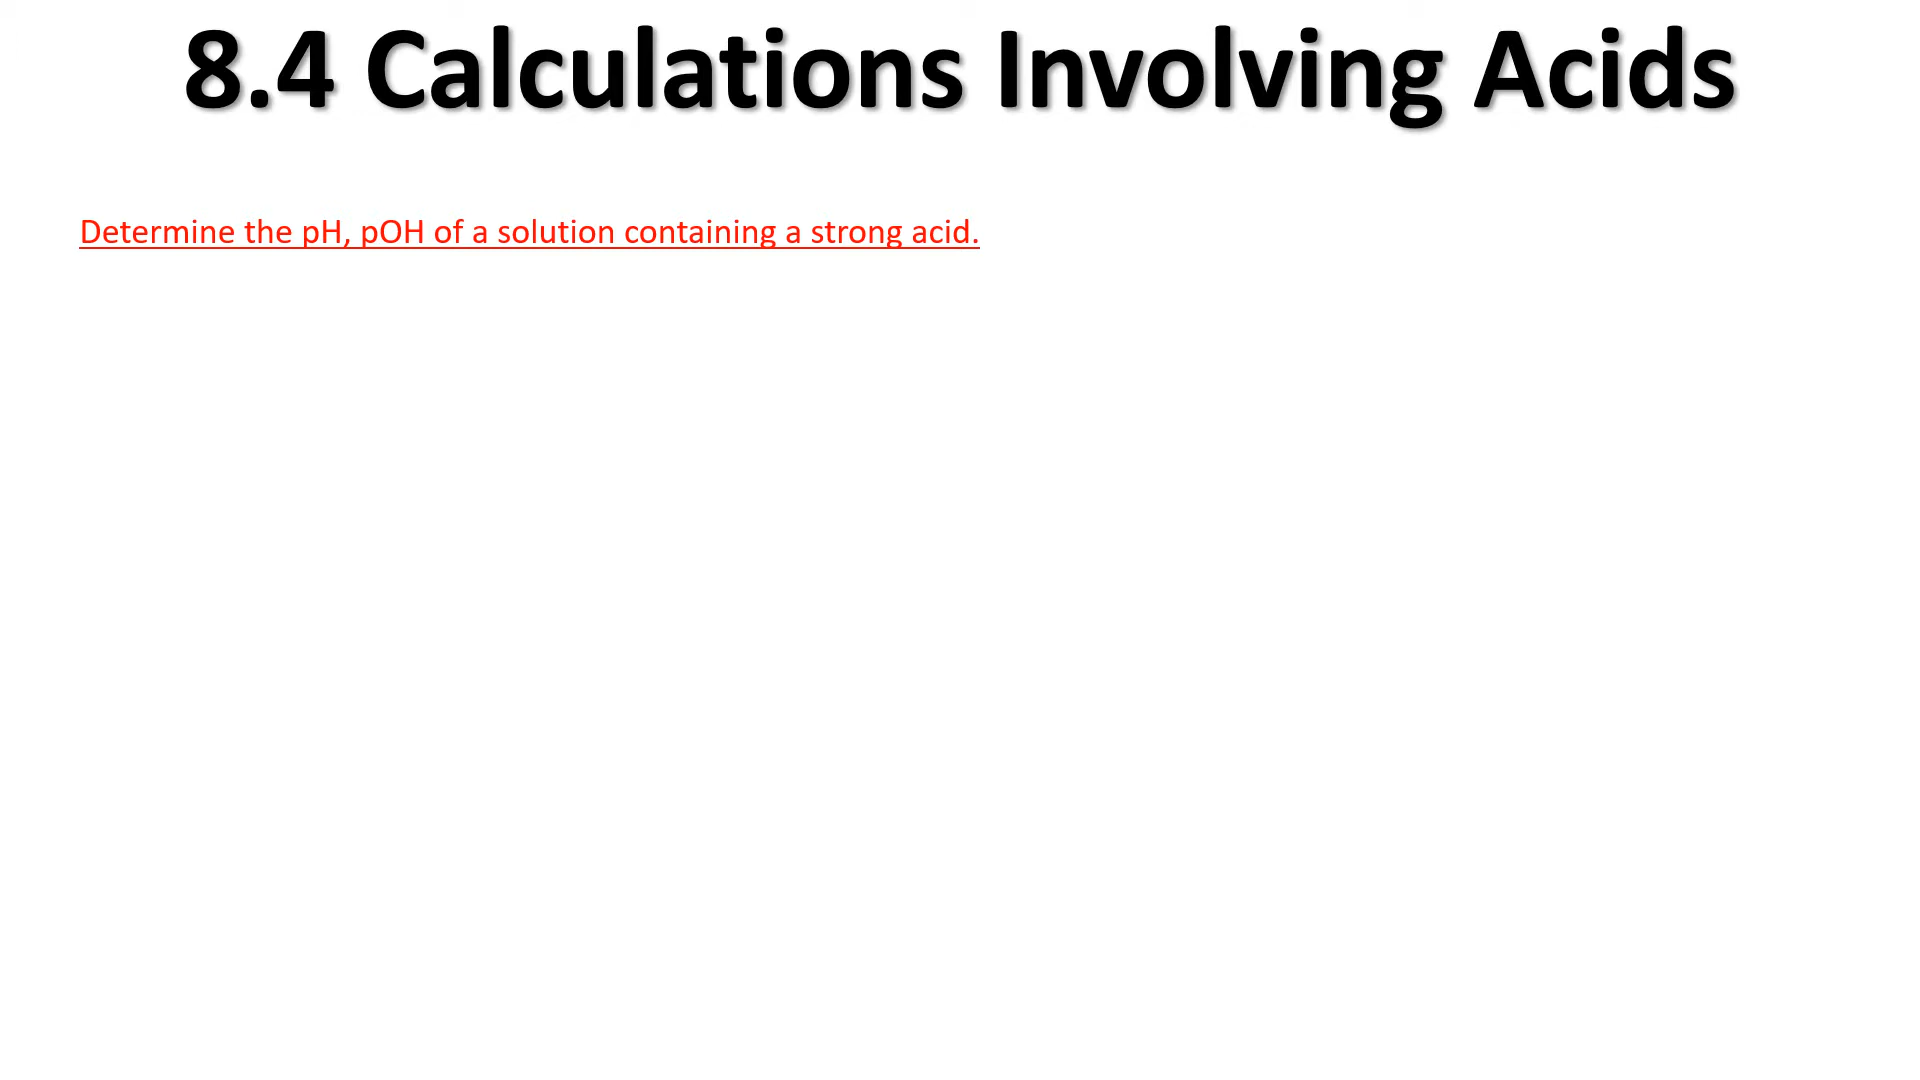 8.4 Calculations Involving Acids
Determine the pH, pOH of a solution containing a strong acid.